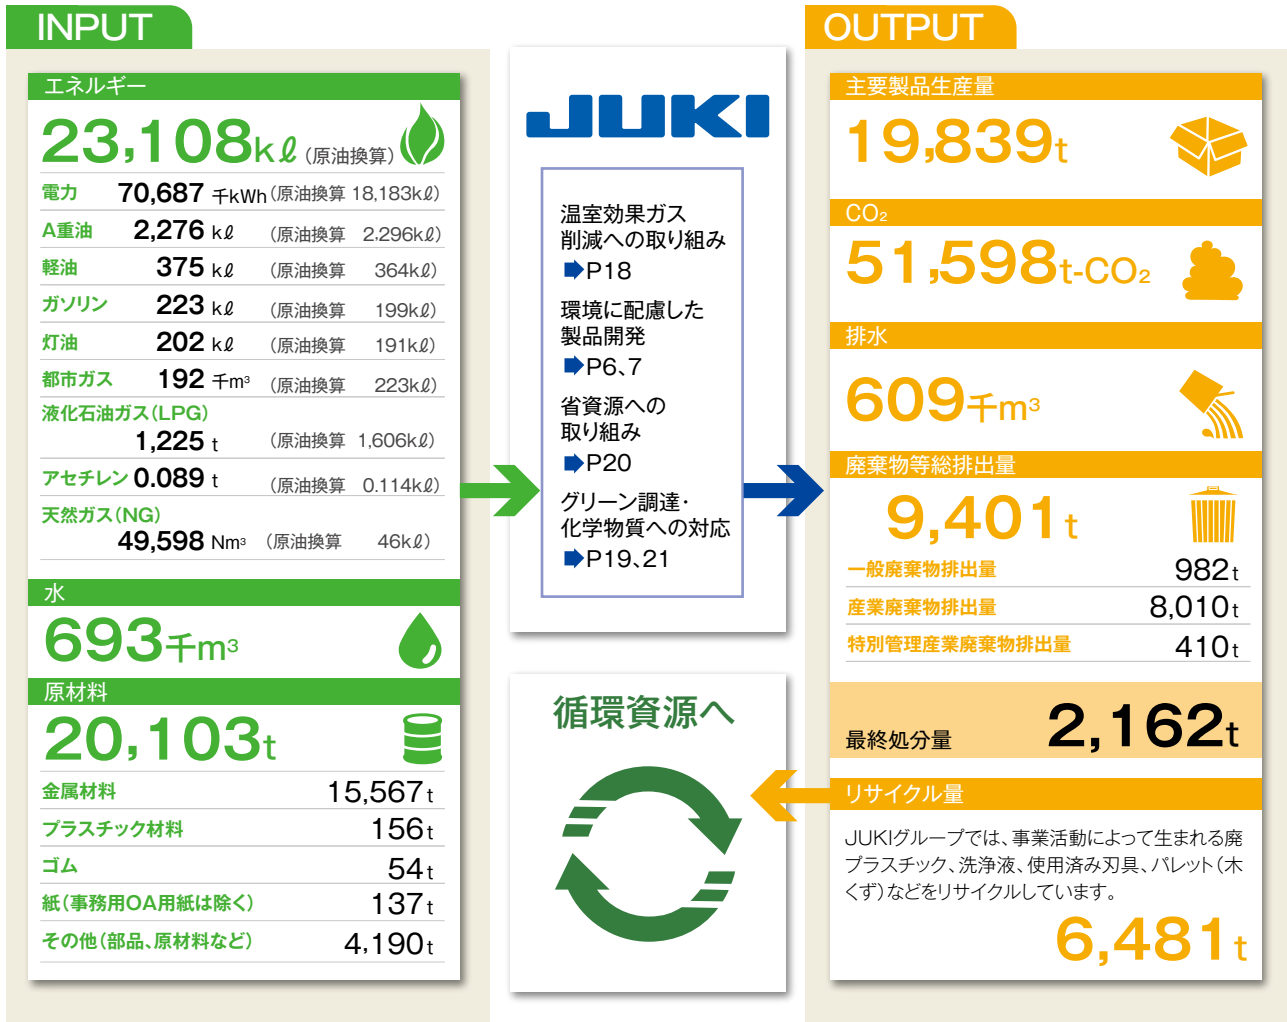 INPUT
エネルギー
23,108kℓ(原油換算)
電力 70,687 千kWh(原油換算 18,183kℓ)
A重油 2,276 kℓ (原油換算 2,296kℓ)
軽油 375 kℓ (原油換算 364kℓ)
ガソリン 223 kℓ (原油換算 199kℓ)
灯油 202 kℓ (原油換算 191kℓ)
都市ガス 192 千m³ (原油換算 223kℓ)
液化石油ガス(LPG)
1,225 t (原油換算 1,606kℓ)
アセチレン 0.089 t (原油換算 0.114kℓ)
天然ガス(NG)
49,598 Nm³ (原油換算 46kℓ)
水
693千m³
原材料
20,103t
金属材料 15,567t
プラスチック材料 156t
ゴム 54t
紙(事務用OA用紙は除く) 137t
その他(部品、原材料など) 4,190t
JUKI
温室効果ガス
削減への取り組み
P18
環境に配慮した
製品開発
P6、7
省資源への
取り組み
P20
グリーン調達・
化学物質への対応
P19、21
循環資源へ
OUTPUT
主要製品生産量
19,839t
CO₂
51,598t-CO₂
排水
609千m³
廃棄物等総排出量
9,401t
一般廃棄物排出量 982t
産業廃棄物排出量 8,010t
特別管理産業廃棄物排出量 410t
最終処分量 2,162t
リサイクル量
JUKIグループでは、事業活動によって生まれる廃
プラスチック、洗浄液、使用済み刃具、パレット(木
くず)などをリサイクルしています。
6,481t